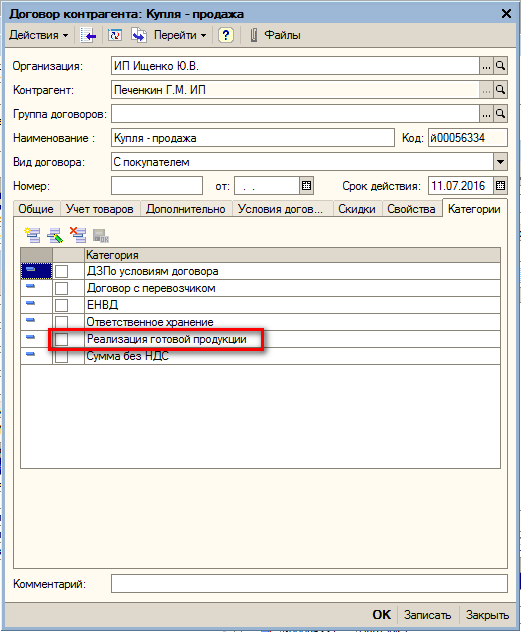 Договор контрагента: Купля - продажа
Действия Перейти ? Файлы
Организация: ИП Ищенко Ю.В. ...
Контрагент: Печенкин Г.М. ИП ...
Группа договоров: ...
Наименование : Купля - продажа Код: й00056334
Вид договора: С покупателем
Номер: от: . . Срок действия: 11.07.2016
Общие Учет товаров Дополнительно Условия догов... Скидки Свойства Категории
Категория
ДЗПо условиям договора
Договор с перевозчиком
ЕНВД
Ответственное хранение
Реализация готовой продукции
Сумма без НДС
Комментарий:
OK Записать Закрыть